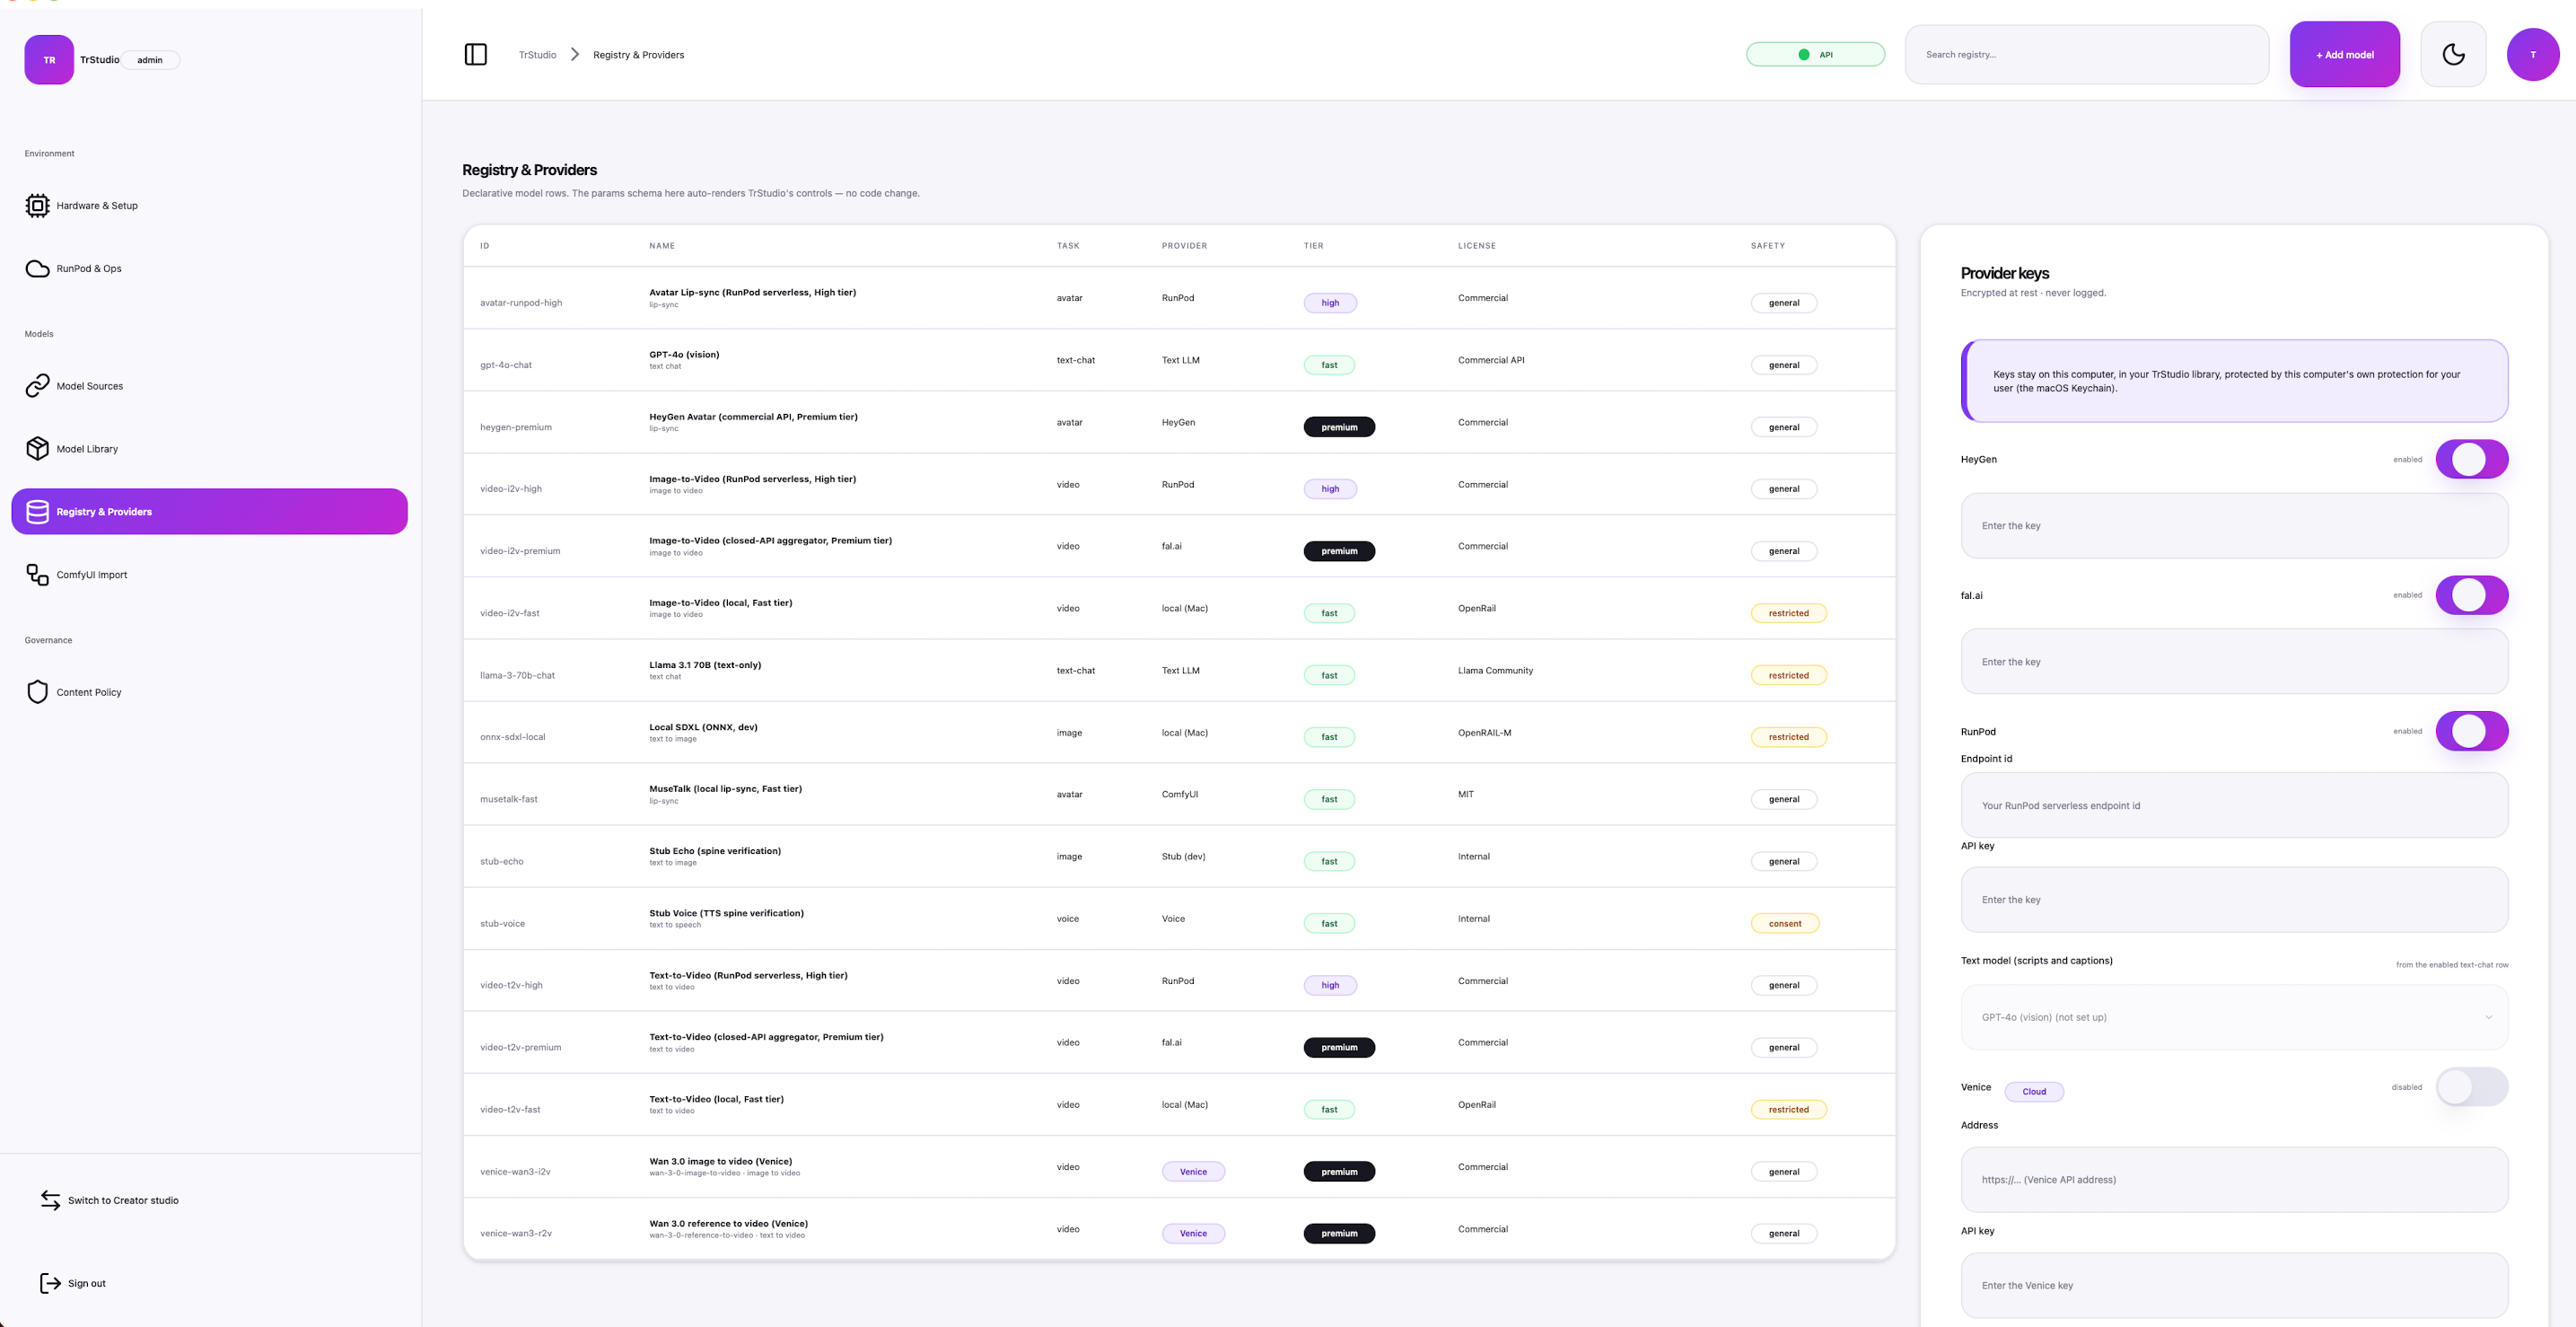 TR TrStudio admin
Environment
Hardware & Setup
RunPod & Ops
Models
Model Sources
Model Library
Registry & Providers
ComfyUI Import
Governance
Content Policy
Switch to Creator studio
Sign out
TrStudio Registry & Providers
API
Search registry...
+ Add model
T
Registry & Providers
Declarative model rows. The params schema here auto-renders TrStudio's controls — no code change.
ID NAME TASK PROVIDER TIER LICENSE SAFETY
avatar-runpod-high Avatar Lip-sync (RunPod serverless, High tier) avatar RunPod high Commercial general
lip-sync
gpt-4o-chat GPT-4o (vision) text-chat Text LLM fast Commercial API general
text chat
heygen-premium HeyGen Avatar (commercial API, Premium tier) avatar HeyGen premium Commercial general
lip-sync
video-i2v-high Image-to-Video (RunPod serverless, High tier) video RunPod high Commercial general
image to video
video-i2v-premium Image-to-Video (closed-API aggregator, Premium tier) video fal.ai premium Commercial general
image to video
video-i2v-fast Image-to-Video (local, Fast tier) video local (Mac) fast OpenRail restricted
image to video
llama-3-70b-chat Llama 3.1 70B (text-only) text-chat Text LLM fast Llama Community restricted
text chat
onnx-sdxl-local Local SDXL (ONNX, dev) image local (Mac) fast OpenRAIL-M restricted
text to image
musetalk-fast MuseTalk (local lip-sync, Fast tier) avatar ComfyUI fast MIT general
lip-sync
stub-echo Stub Echo (spine verification) image Stub (dev) fast Internal general
text to image
stub-voice Stub Voice (TTS spine verification) voice Voice fast Internal consent
text to speech
video-t2v-high Text-to-Video (RunPod serverless, High tier) video RunPod high Commercial general
text to video
video-t2v-premium Text-to-Video (closed-API aggregator, Premium tier) video fal.ai premium Commercial general
text to video
video-t2v-fast Text-to-Video (local, Fast tier) video local (Mac) fast OpenRail restricted
text to video
venice-wan3-i2v Wan 3.0 image to video (Venice) video Venice premium Commercial general
wan-3-0-image-to-video · image to video
venice-wan3-r2v Wan 3.0 reference to video (Venice) video Venice premium Commercial general
wan-3-0-reference-to-video · text to video
Provider keys
Encrypted at rest · never logged.
Keys stay on this computer, in your TrStudio library, protected by this computer's own protection for your
user (the macOS Keychain).
HeyGen enabled
Enter the key
fal.ai enabled
Enter the key
RunPod enabled
Endpoint id
Your RunPod serverless endpoint id
API key
Enter the key
Text model (scripts and captions) from the enabled text-chat row
GPT-4o (vision) (not set up)
Venice Cloud disabled
Address
https://... (Venice API address)
API key
Enter the Venice key